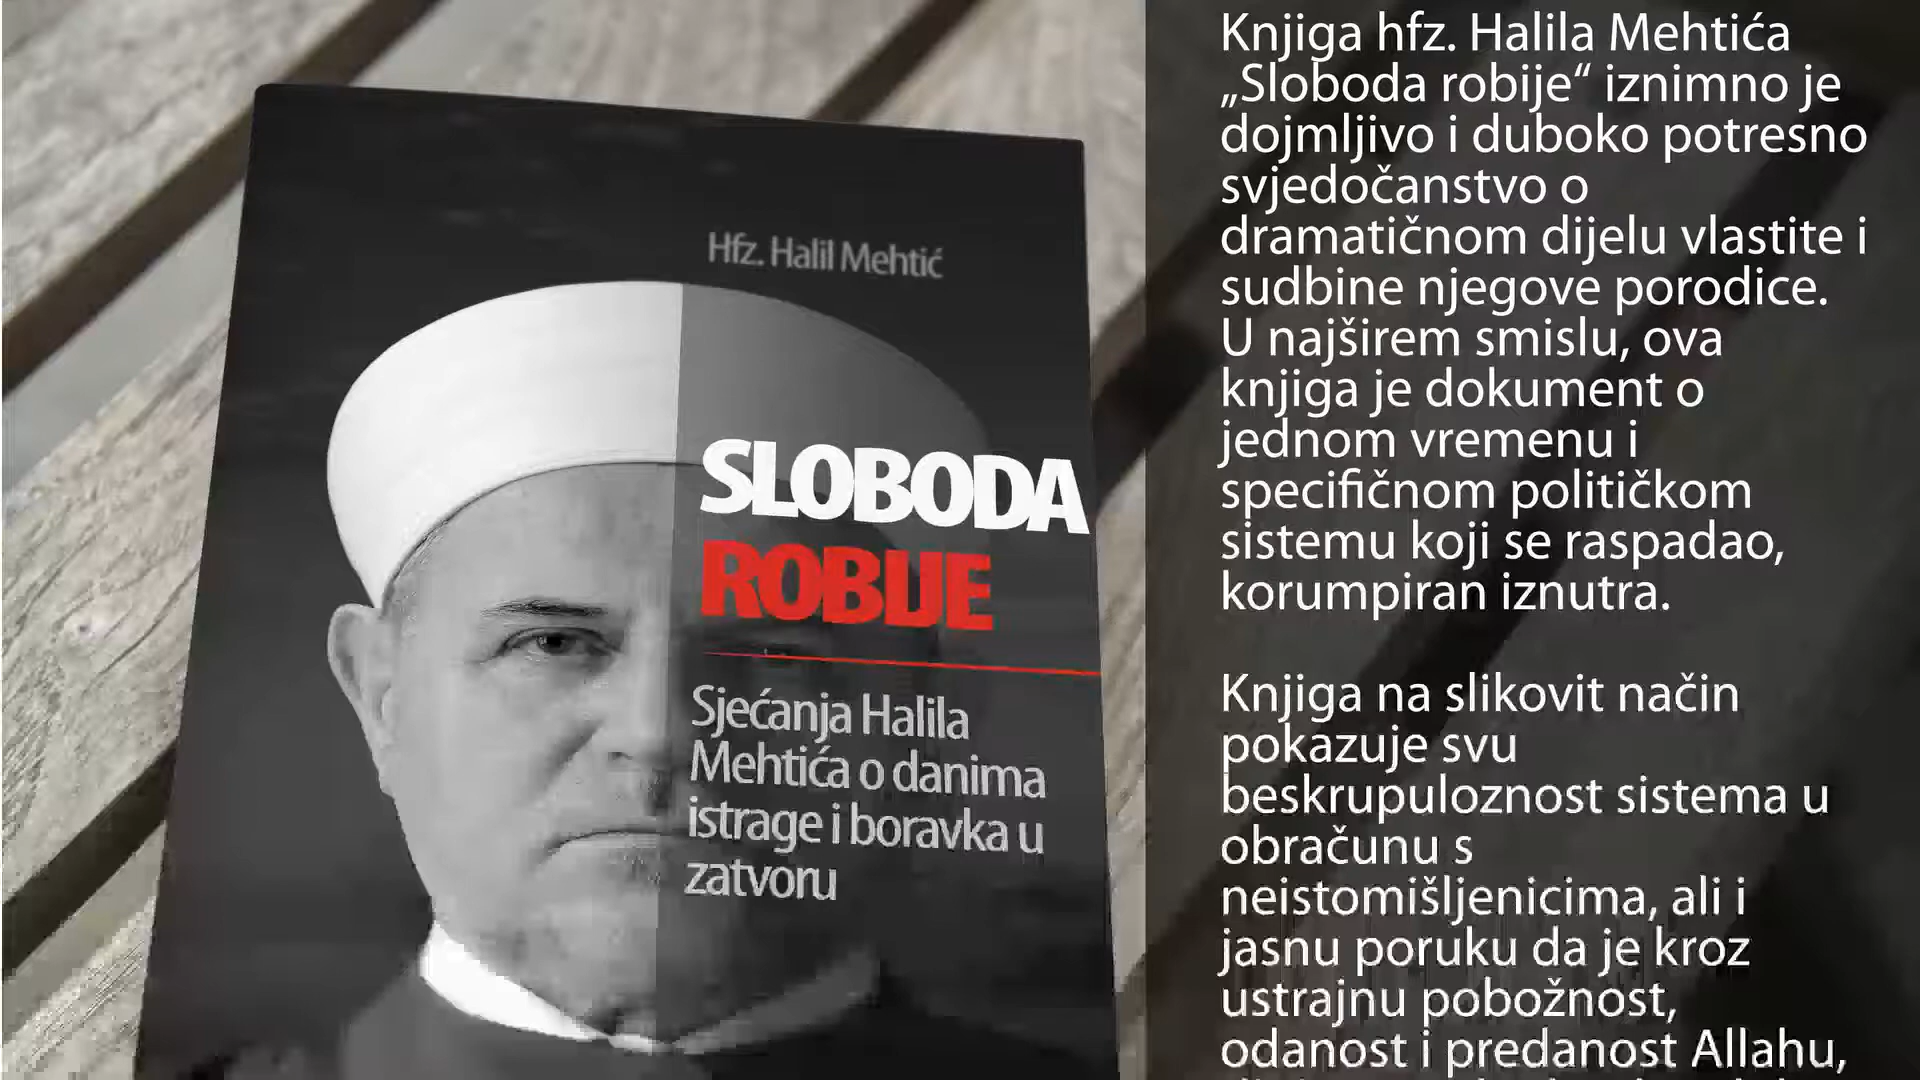 Hfz. Halil Mehtić
SLOBODA
ROBIJE
Sjećanja Halila
Mehtića o danima
istrage i boravka u
zatvoru
Knjiga hfz. Halila Mehtića
„Sloboda robije“ iznimno je
dojmljivo i duboko potresno
svjedočanstvo o
dramatičnom dijelu vlastite i
sudbine njegove porodice.
U najširem smislu, ova
knjiga je dokument o
jednom vremenu i
specifičnom političkom
sistemu koji se raspadao,
korumpiran iznutra.
Knjiga na slikovit način
pokazuje svu
beskrupuloznost sistema u
obračunu s
neistomišljenicima, ali i
jasnu poruku da je kroz
ustrajnu pobožnost,
odanost i predanost Allahu,